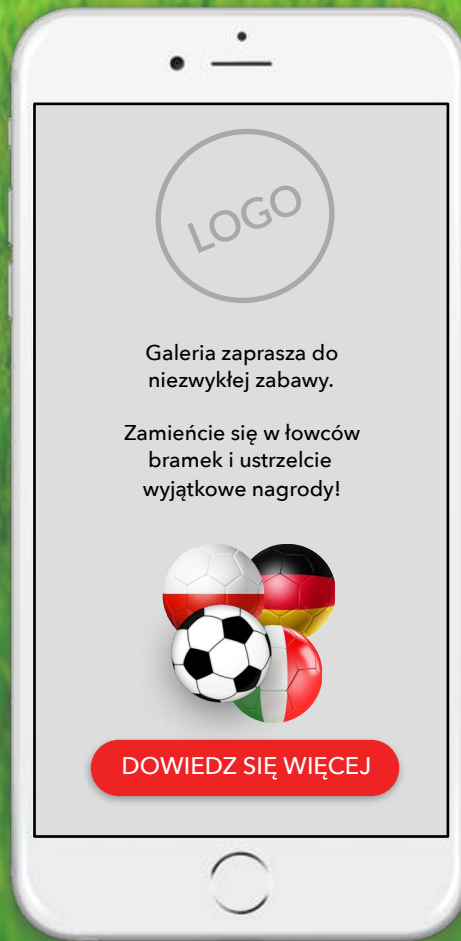 LOGO
Galeria zaprasza do
niezwykłej zabawy.
Zamieńcie się w łowców
bramek i ustrzelcie
wyjątkowe nagrody!
DOWIEDZ SIĘ WIĘCEJ